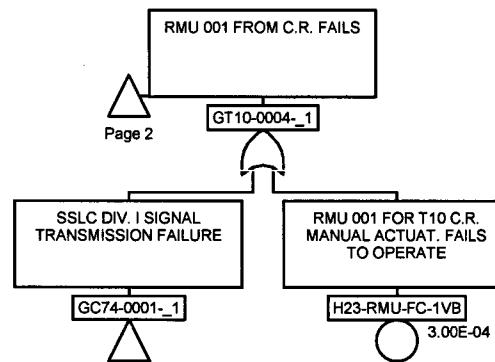 RMU 001 FROM C.R. FAILS
Page 2
GT10-0004-_1
SSLC DIV. I SIGNAL
TRANSMISSION FAILURE
GC74-0001-_1
RMU 001 FOR T10 C.R.
MANUAL ACTUAT. FAILS
TO OPERATE
H23-RMU-FC-1VB
3.00E-04